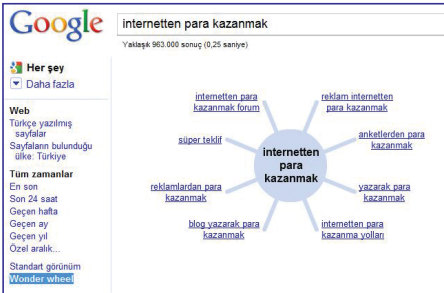 Google
internetten para kazanmak
Yaklaşık 963.000 sonuç (0,25 saniye)
Her şey
Daha fazla
Web
Türkçe yazılmış
sayfalar
Sayfaların bulunduğu
ülke: Türkiye
Tüm zamanlar
En son
Son 24 saat
Geçen hafta
Geçen ay
Geçen yıl
Özel aralık...
Standart görünüm
Wonder wheel
internetten para
kazanmak forum
reklam internetten
para kazanmak
süper teklif
anketlerden para
kazanmak
internetten
para
kazanmak
reklamlardan para
kazanmak
yazarak para
kazanmak
blog yazarak para
kazanmak
internetten para
kazanma yolları